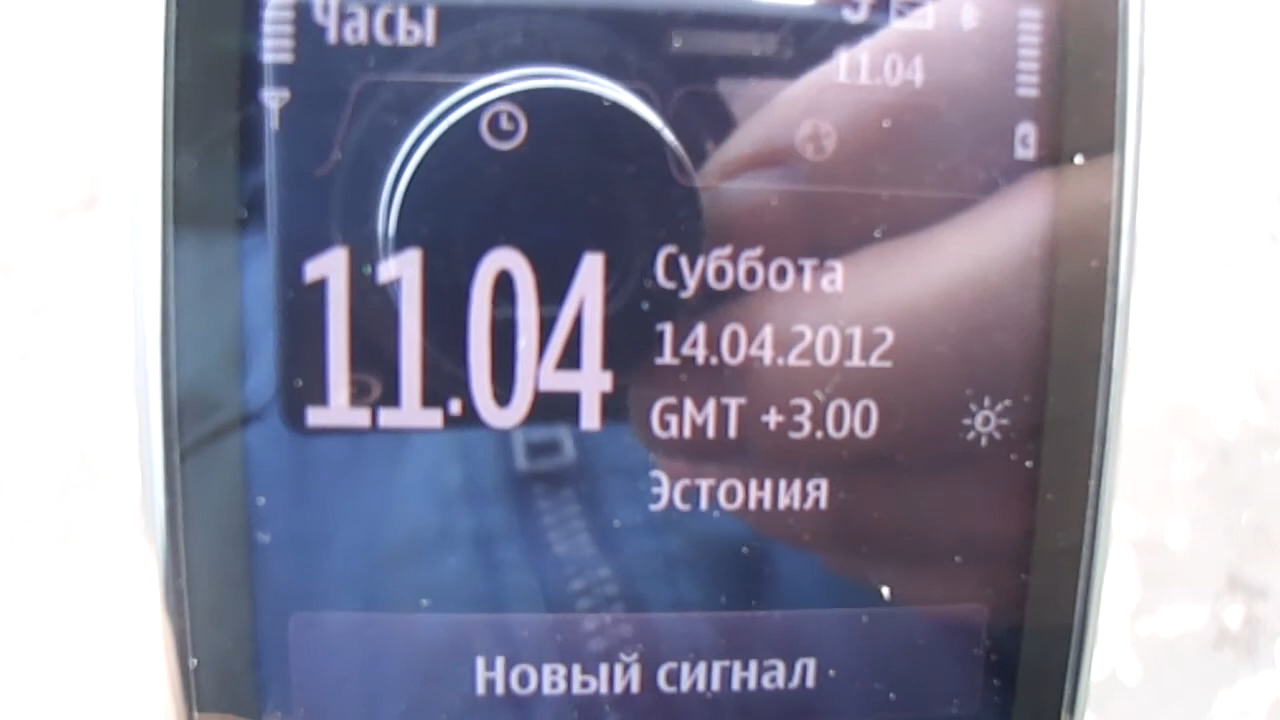 Часы
11.04
11.04
Суббота
14.04.2012
GMT +3.00
Эстония
Новый сигнал